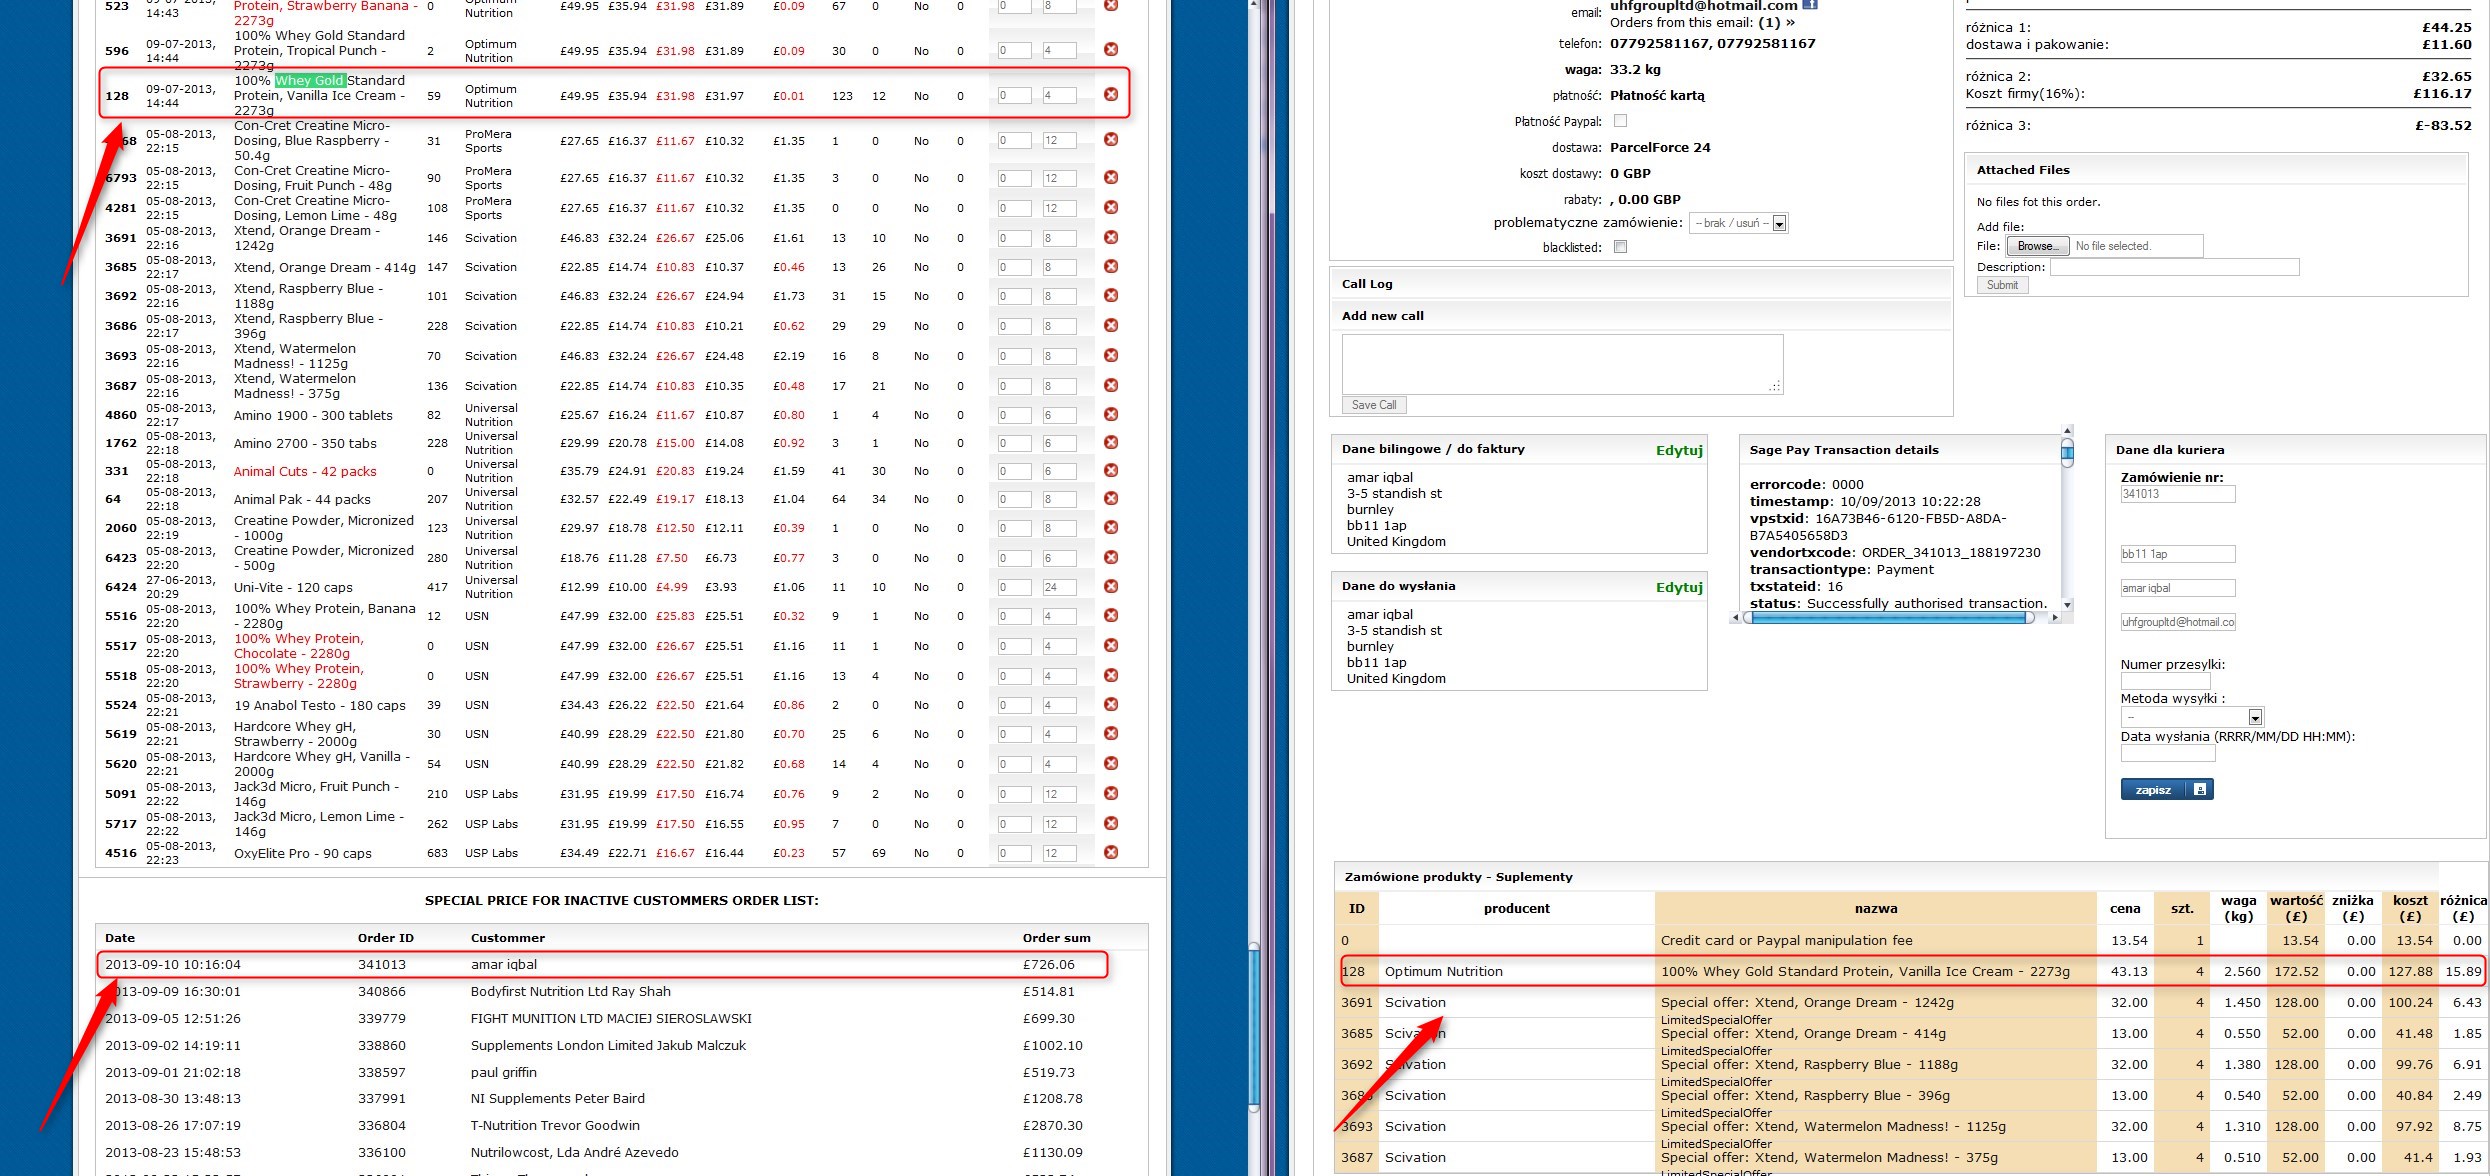 523 09-07-2013, 14:43 Protein, Strawberry Banana - 2273g 0 Optimum Nutrition £49.95 £35.94 £31.98 £31.89 £0.09 67 0 No 0 0 8
596 09-07-2013, 14:44 100% Whey Gold Standard Protein, Tropical Punch - 2273g 2 Optimum Nutrition £49.95 £35.94 £31.98 £31.89 £0.09 30 0 No 0 0 4
128 09-07-2013, 14:44 100% Whey Gold Standard Protein, Vanilla Ice Cream - 2273g 59 Optimum Nutrition £49.95 £35.94 £31.98 £31.97 £0.01 123 12 No 0 0 4
68 05-08-2013, 22:15 Con-Cret Creatine Micro-Dosing, Blue Raspberry - 50.4g 31 ProMera Sports £27.65 £16.37 £11.67 £10.32 £1.35 1 0 No 0 0 12
6793 05-08-2013, 22:15 Con-Cret Creatine Micro-Dosing, Fruit Punch - 48g 90 ProMera Sports £27.65 £16.37 £11.67 £10.32 £1.35 3 0 No 0 0 12
4281 05-08-2013, 22:15 Con-Cret Creatine Micro-Dosing, Lemon Lime - 48g 108 ProMera Sports £27.65 £16.37 £11.67 £10.32 £1.35 0 0 No 0 0 12
3691 05-08-2013, 22:16 Xtend, Orange Dream - 1242g 146 Scivation £46.83 £32.24 £26.67 £25.06 £1.61 13 10 No 0 0 8
3685 05-08-2013, 22:17 Xtend, Orange Dream - 414g 147 Scivation £22.85 £14.74 £10.83 £10.37 £0.46 13 26 No 0 0 8
3692 05-08-2013, 22:16 Xtend, Raspberry Blue - 1188g 101 Scivation £46.83 £32.24 £26.67 £24.94 £1.73 31 15 No 0 0 8
3686 05-08-2013, 22:17 Xtend, Raspberry Blue - 396g 228 Scivation £22.85 £14.74 £10.83 £10.21 £0.62 29 29 No 0 0 8
3693 05-08-2013, 22:16 Xtend, Watermelon Madness! - 1125g 70 Scivation £46.83 £32.24 £26.67 £24.48 £2.19 16 8 No 0 0 8
3687 05-08-2013, 22:16 Xtend, Watermelon Madness! - 375g 136 Scivation £22.85 £14.74 £10.83 £10.35 £0.48 17 21 No 0 0 8
4860 05-08-2013, 22:17 Amino 1900 - 300 tablets 82 Universal Nutrition £25.67 £16.24 £11.67 £10.87 £0.80 1 4 No 0 0 6
1762 05-08-2013, 22:18 Amino 2700 - 350 tabs 228 Universal Nutrition £29.99 £20.78 £15.00 £14.08 £0.92 3 1 No 0 0 6
331 05-08-2013, 22:18 Animal Cuts - 42 packs 0 Universal Nutrition £35.79 £24.91 £20.83 £19.24 £1.59 41 30 No 0 0 6
64 05-08-2013, 22:18 Animal Pak - 44 packs 207 Universal Nutrition £32.57 £22.49 £19.17 £18.13 £1.04 64 34 No 0 0 8
2060 05-08-2013, 22:19 Creatine Powder, Micronized - 1000g 123 Universal Nutrition £29.97 £18.78 £12.50 £12.11 £0.39 1 0 No 0 0 8
6423 05-08-2013, 22:20 Creatine Powder, Micronized - 500g 280 Universal Nutrition £18.76 £11.28 £7.50 £6.73 £0.77 3 0 No 0 0 6
6424 27-06-2013, 20:29 Uni-Vite - 120 caps 417 Universal Nutrition £12.99 £10.00 £4.99 £3.93 £1.06 11 10 No 0 0 24
5516 05-08-2013, 22:20 100% Whey Protein, Banana - 2280g 12 USN £47.99 £32.00 £25.83 £25.51 £0.32 9 1 No 0 0 4
5517 05-08-2013, 22:20 100% Whey Protein, Chocolate - 2280g 0 USN £47.99 £32.00 £26.67 £25.51 £1.16 11 1 No 0 0 4
5518 05-08-2013, 22:20 100% Whey Protein, Strawberry - 2280g 0 USN £47.99 £32.00 £26.67 £25.51 £1.16 13 4 No 0 0 4
5524 05-08-2013, 22:21 19 Anabol Testo - 180 caps 39 USN £34.43 £26.22 £22.50 £21.64 £0.86 2 0 No 0 0 4
5619 05-08-2013, 22:21 Hardcore Whey gH, Strawberry - 2000g 30 USN £40.99 £28.29 £22.50 £21.80 £0.70 25 6 No 0 0 4
5620 05-08-2013, 22:21 Hardcore Whey gH, Vanilla - 2000g 54 USN £40.99 £28.29 £22.50 £21.82 £0.68 14 4 No 0 0 4
5091 05-08-2013, 22:22 Jack3d Micro, Fruit Punch - 146g 210 USP Labs £31.95 £19.99 £17.50 £16.74 £0.76 9 2 No 0 0 12
5717 05-08-2013, 22:22 Jack3d Micro, Lemon Lime - 146g 262 USP Labs £31.95 £19.99 £17.50 £16.55 £0.95 7 0 No 0 0 12
4516 05-08-2013, 22:23 OxyElite Pro - 90 caps 683 USP Labs £34.49 £22.71 £16.67 £16.44 £0.23 57 69 No 0 0 12
SPECIAL PRICE FOR INACTIVE CUSTOMMERS ORDER LIST:
Date Order ID Custommer Order sum
2013-09-10 10:16:04 341013 amar iqbal £726.06
2013-09-09 16:30:01 340866 Bodyfirst Nutrition Ltd Ray Shah £514.81
2013-09-05 12:51:26 339779 FIGHT MUNITION LTD MACIEJ SIEROSLAWSKI £699.30
2013-09-02 14:19:11 338860 Supplements London Limited Jakub Malczuk £1002.10
2013-09-01 21:02:18 338597 paul griffin £519.73
2013-08-30 13:48:13 337991 NI Supplements Peter Baird £1208.78
2013-08-26 17:07:19 336804 T-Nutrition Trevor Goodwin £2870.30
2013-08-23 15:48:53 336100 Nutrilowcost, Lda André Azevedo £1130.09
email: uhfgroupltd@hotmail.com
Orders from this email: (1) »
telefon: 07792581167, 07792581167
waga: 33.2 kg
płatność: Płatność kartą
Płatność Paypal:
dostawa: ParcelForce 24
koszt dostawy: 0 GBP
rabaty: , 0.00 GBP
problematyczne zamówienie: -- brak / usuń --
blacklisted:
różnica 1: £44.25
dostawa i pakowanie: £11.60
różnica 2: £32.65
Koszt firmy(16%): £116.17
różnica 3: £-83.52
Attached Files
No files fot this order.
Add file:
File: Browse... No file selected.
Description:
Submit
Call Log
Add new call
Save Call
Dane bilingowe / do faktury Edytuj
amar iqbal
3-5 standish st
burnley
bb11 1ap
United Kingdom
Dane do wysłania Edytuj
amar iqbal
3-5 standish st
burnley
bb11 1ap
United Kingdom
Sage Pay Transaction details
errorcode: 0000
timestamp: 10/09/2013 10:22:28
vpstxid: 16A73B46-6120-FB5D-A8DA-
B7A5405658D3
vendortxcode: ORDER_341013_188197230
transactiontype: Payment
txstateid: 16
status: Successfully authorised transaction.
Dane dla kuriera
Zamówienie nr:
341013
bb11 1ap
amar iqbal
uhfgroupltd@hotmail.co
Numer przesylki:
Metoda wysyłki :
--
Data wysłania (RRRR/MM/DD HH:MM):
zapisz
Zamówione produkty - Suplementy
ID producent nazwa cena szt. waga (kg) wartość (£) zniżka (£) koszt (£) różnica (£)
0 Credit card or Paypal manipulation fee 13.54 1 13.54 0.00 13.54 0.00
128 Optimum Nutrition 100% Whey Gold Standard Protein, Vanilla Ice Cream - 2273g 43.13 4 2.560 172.52 0.00 127.88 15.89
3691 Scivation Special offer: Xtend, Orange Dream - 1242g 32.00 4 1.450 128.00 0.00 100.24 6.43
LimitedSpecialOffer
3685 Scivation Special offer: Xtend, Orange Dream - 414g 13.00 4 0.550 52.00 0.00 41.48 1.85
LimitedSpecialOffer
3692 Scivation Special offer: Xtend, Raspberry Blue - 1188g 32.00 4 1.380 128.00 0.00 99.76 6.91
LimitedSpecialOffer
3686 Scivation Special offer: Xtend, Raspberry Blue - 396g 13.00 4 0.540 52.00 0.00 40.84 2.49
LimitedSpecialOffer
3693 Scivation Special offer: Xtend, Watermelon Madness! - 1125g 32.00 4 1.310 128.00 0.00 97.92 8.75
LimitedSpecialOffer
3687 Scivation Special offer: Xtend, Watermelon Madness! - 375g 13.00 4 0.510 52.00 0.00 41.4 1.93
LimitedSpecialOffer